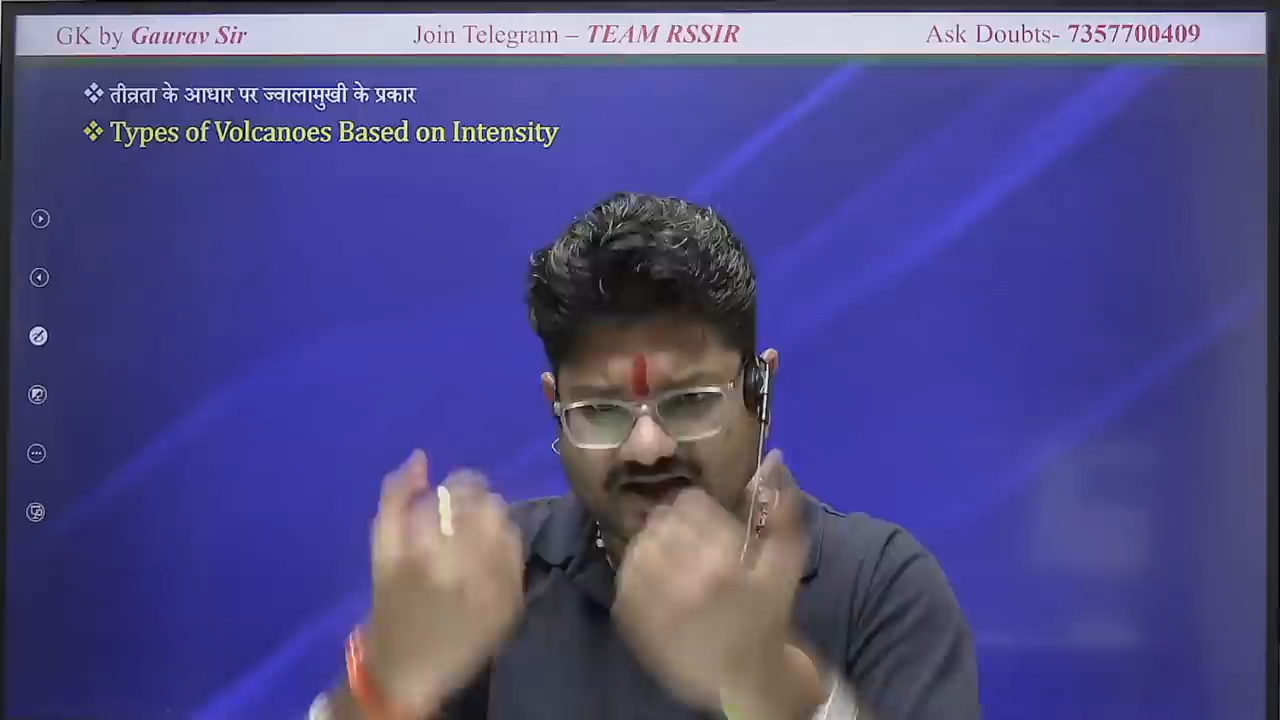 GK by Gaurav Sir Join Telegram – TEAM RSSIR Ask Doubts- 7357700409
❖ तीव्रता के आधार पर ज्वालामुखी के प्रकार
❖ Types of Volcanoes Based on Intensity